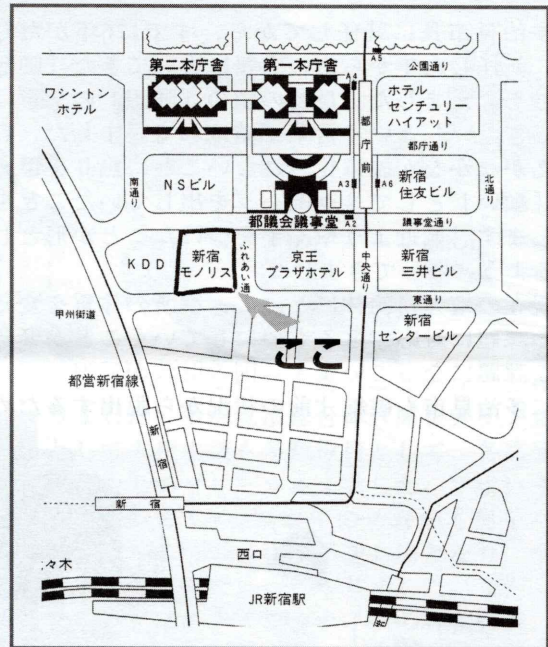 A5
公園通り
第二本庁舎
第一本庁舎
A4
ワシントン
ホテル
ホテル
センチュリー
ハイアット
都庁前
都庁通り
南通り
NSビル
A3
A6
新宿
住友ビル
北通り
都議会議事堂
A2
議事堂通り
KDD
新宿
モノリス
ふれあい通
京王
プラザホテル
中央通り
新宿
三井ビル
東通り
甲州街道
新宿
センタービル
ここ
都営新宿線
新宿
新宿
西口
々木
JR新宿駅